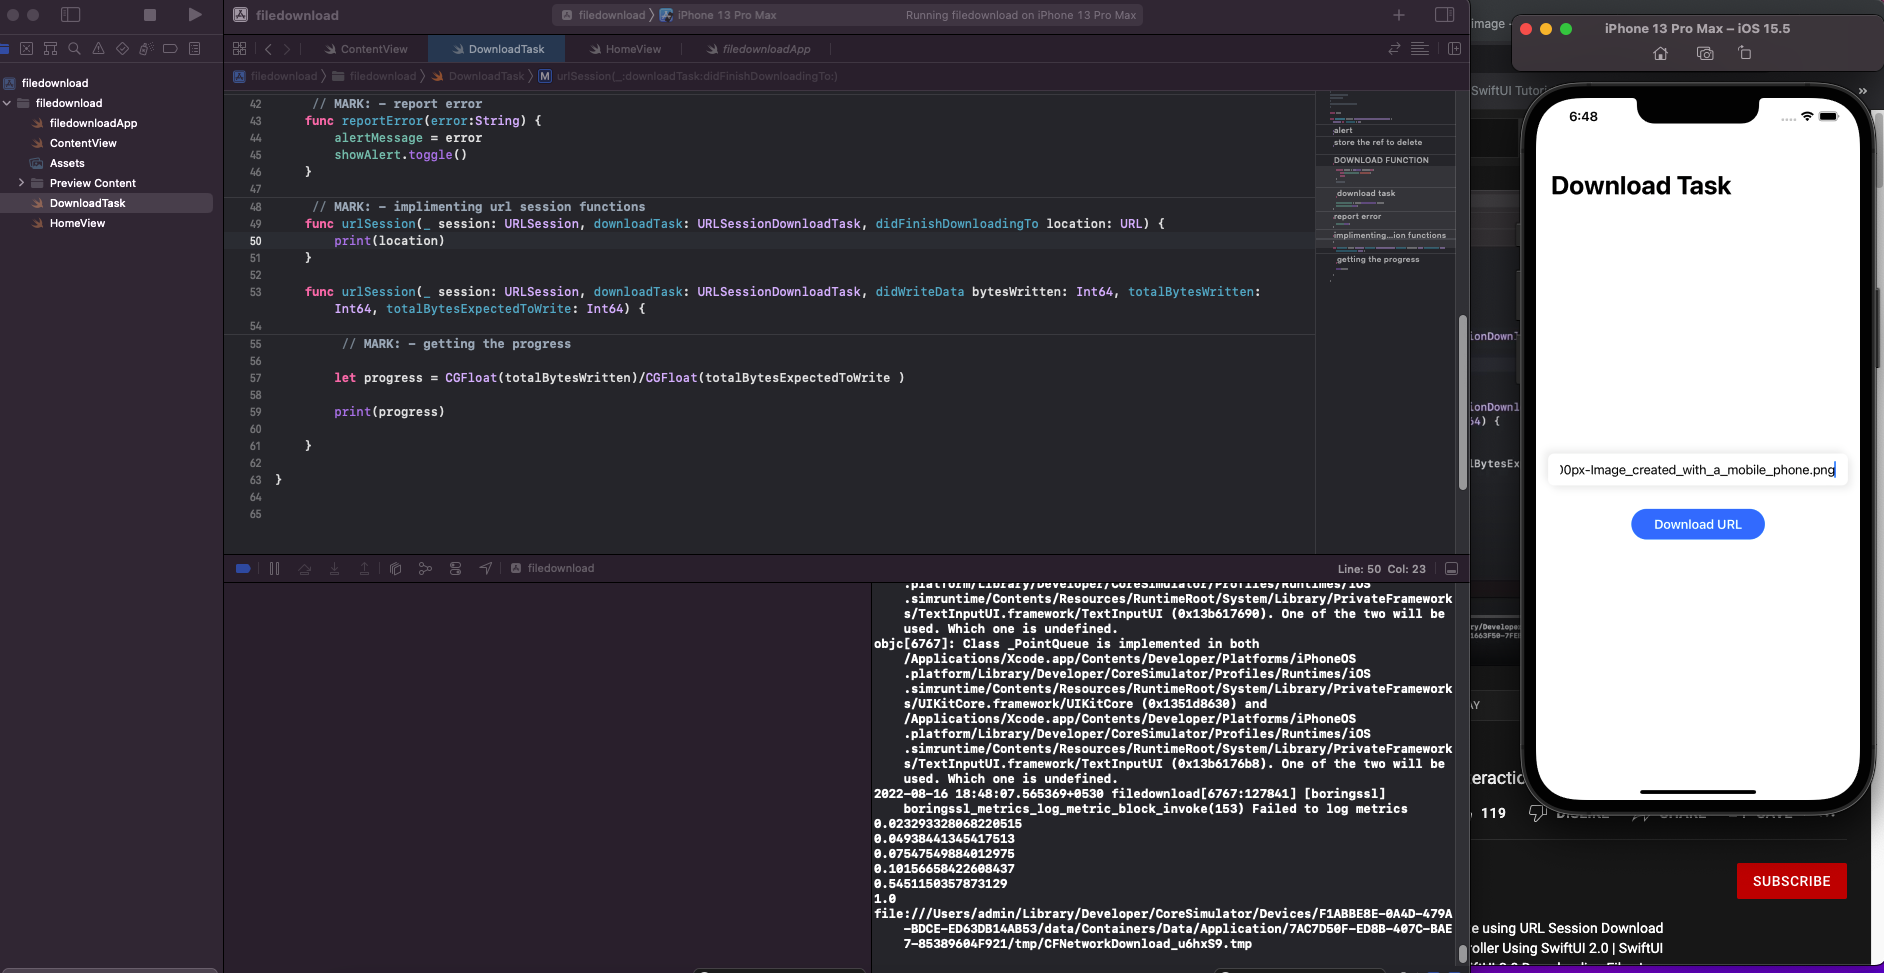 filedownload
filedownload
iPhone 13 Pro Max
Running filedownload on iPhone 13 Pro Max
ContentView
DownloadTask
HomeView
filedownloadApp
filedownload
filedownload
DownloadTask
M
urlSession(_:downloadTask:didFinishDownloadingTo:)
filedownload
filedownload
filedownloadApp
ContentView
Assets
Preview Content
DownloadTask
HomeView
42 // MARK: - report error
43 func reportError(error:String) {
44 alertMessage = error
45 showAlert.toggle()
46 }
47
48 // MARK: - implimenting url session functions
49 func urlSession(_ session: URLSession, downloadTask: URLSessionDownloadTask, didFinishDownloadingTo location: URL) {
50 print(location)
51 }
52
53 func urlSession(_ session: URLSession, downloadTask: URLSessionDownloadTask, didWriteData bytesWritten: Int64, totalBytesWritten:
Int64, totalBytesExpectedToWrite: Int64) {
54
55 // MARK: - getting the progress
56
57 let progress = CGFloat(totalBytesWritten)/CGFloat(totalBytesExpectedToWrite )
58
59 print(progress)
60
61 }
62
63 }
64
65
alert
store the ref to delete
DOWNLOAD FUNCTION
download task
report error
implimenting...ion functions
getting the progress
filedownload
Line: 50 Col: 23
.platform/Library/Developer/CoreSimulator/Profiles/Runtimes/iOS
.simruntime/Contents/Resources/RuntimeRoot/System/Library/PrivateFramework
s/TextInputUI.framework/TextInputUI (0x13b617690). One of the two will be
used. Which one is undefined.
objc[6767]: Class _PointQueue is implemented in both
/Applications/Xcode.app/Contents/Developer/Platforms/iPhoneOS
.platform/Library/Developer/CoreSimulator/Profiles/Runtimes/iOS
.simruntime/Contents/Resources/RuntimeRoot/System/Library/PrivateFramework
s/UIKitCore.framework/UIKitCore (0x1351d8630) and
/Applications/Xcode.app/Contents/Developer/Platforms/iPhoneOS
.platform/Library/Developer/CoreSimulator/Profiles/Runtimes/iOS
.simruntime/Contents/Resources/RuntimeRoot/System/Library/PrivateFramework
s/TextInputUI.framework/TextInputUI (0x13b6176b8). One of the two will be
used. Which one is undefined.
2022-08-16 18:48:07.565369+0530 filedownload[6767:127841] [boringssl]
boringssl_metrics_log_metric_block_invoke(153) Failed to log metrics
0.023293328068220515
0.04938441345417513
0.07547549884012975
0.10156658422608437
0.5451150357873129
1.0
file:///Users/admin/Library/Developer/CoreSimulator/Devices/F1ABBE8E-0A4D-479A
-BDCE-ED63DB14AB53/data/Containers/Data/Application/7AC7D50F-ED8B-407C-BAE
7-85389604F921/tmp/CFNetworkDownload_u6hxS9.tmp
image -
iPhone 13 Pro Max – iOS 15.5
SwiftUI Tutori
6:48
Download Task
00px-Image_created_with_a_mobile_phone.png
Download URL
ionDownl
ionDownl
64) {
lBytesEx
AY
eractio
119
DISLIKE
SHARE
SAVE
SUBSCRIBE
e using URL Session Download
roller Using SwiftUI 2.0 | SwiftUI